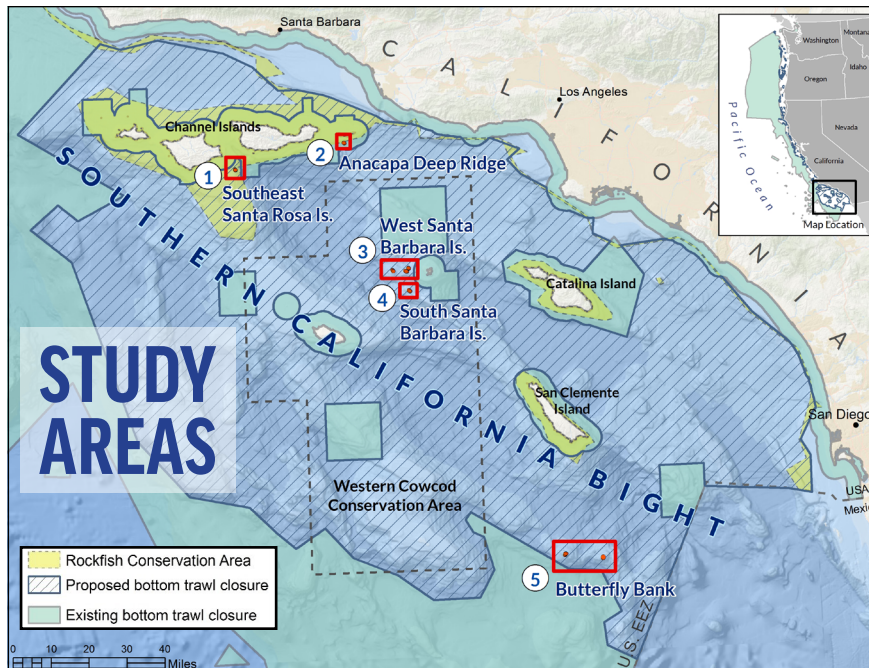 Santa Barbara
CALIFORNIA
Los Angeles
Channel Islands
1
Southeast
Santa Rosa Is.
2
Anacapa Deep Ridge
West Santa
Barbara Is.
3
4
South Santa
Barbara Is.
Catalina Island
San Clemente
Island
San Diego
USA
Mexico
SOUTHERN CALIFORNIA BIGHT
STUDY
AREAS
Western Cowcod
Conservation Area
5
Butterfly Bank
U.S. EEZ
Rockfish Conservation Area
Proposed bottom trawl closure
Existing bottom trawl closure
0 10 20 30 40
Miles
Washington
Montana
Oregon
Idaho
Nevada
California
Pacific Ocean
Map Location